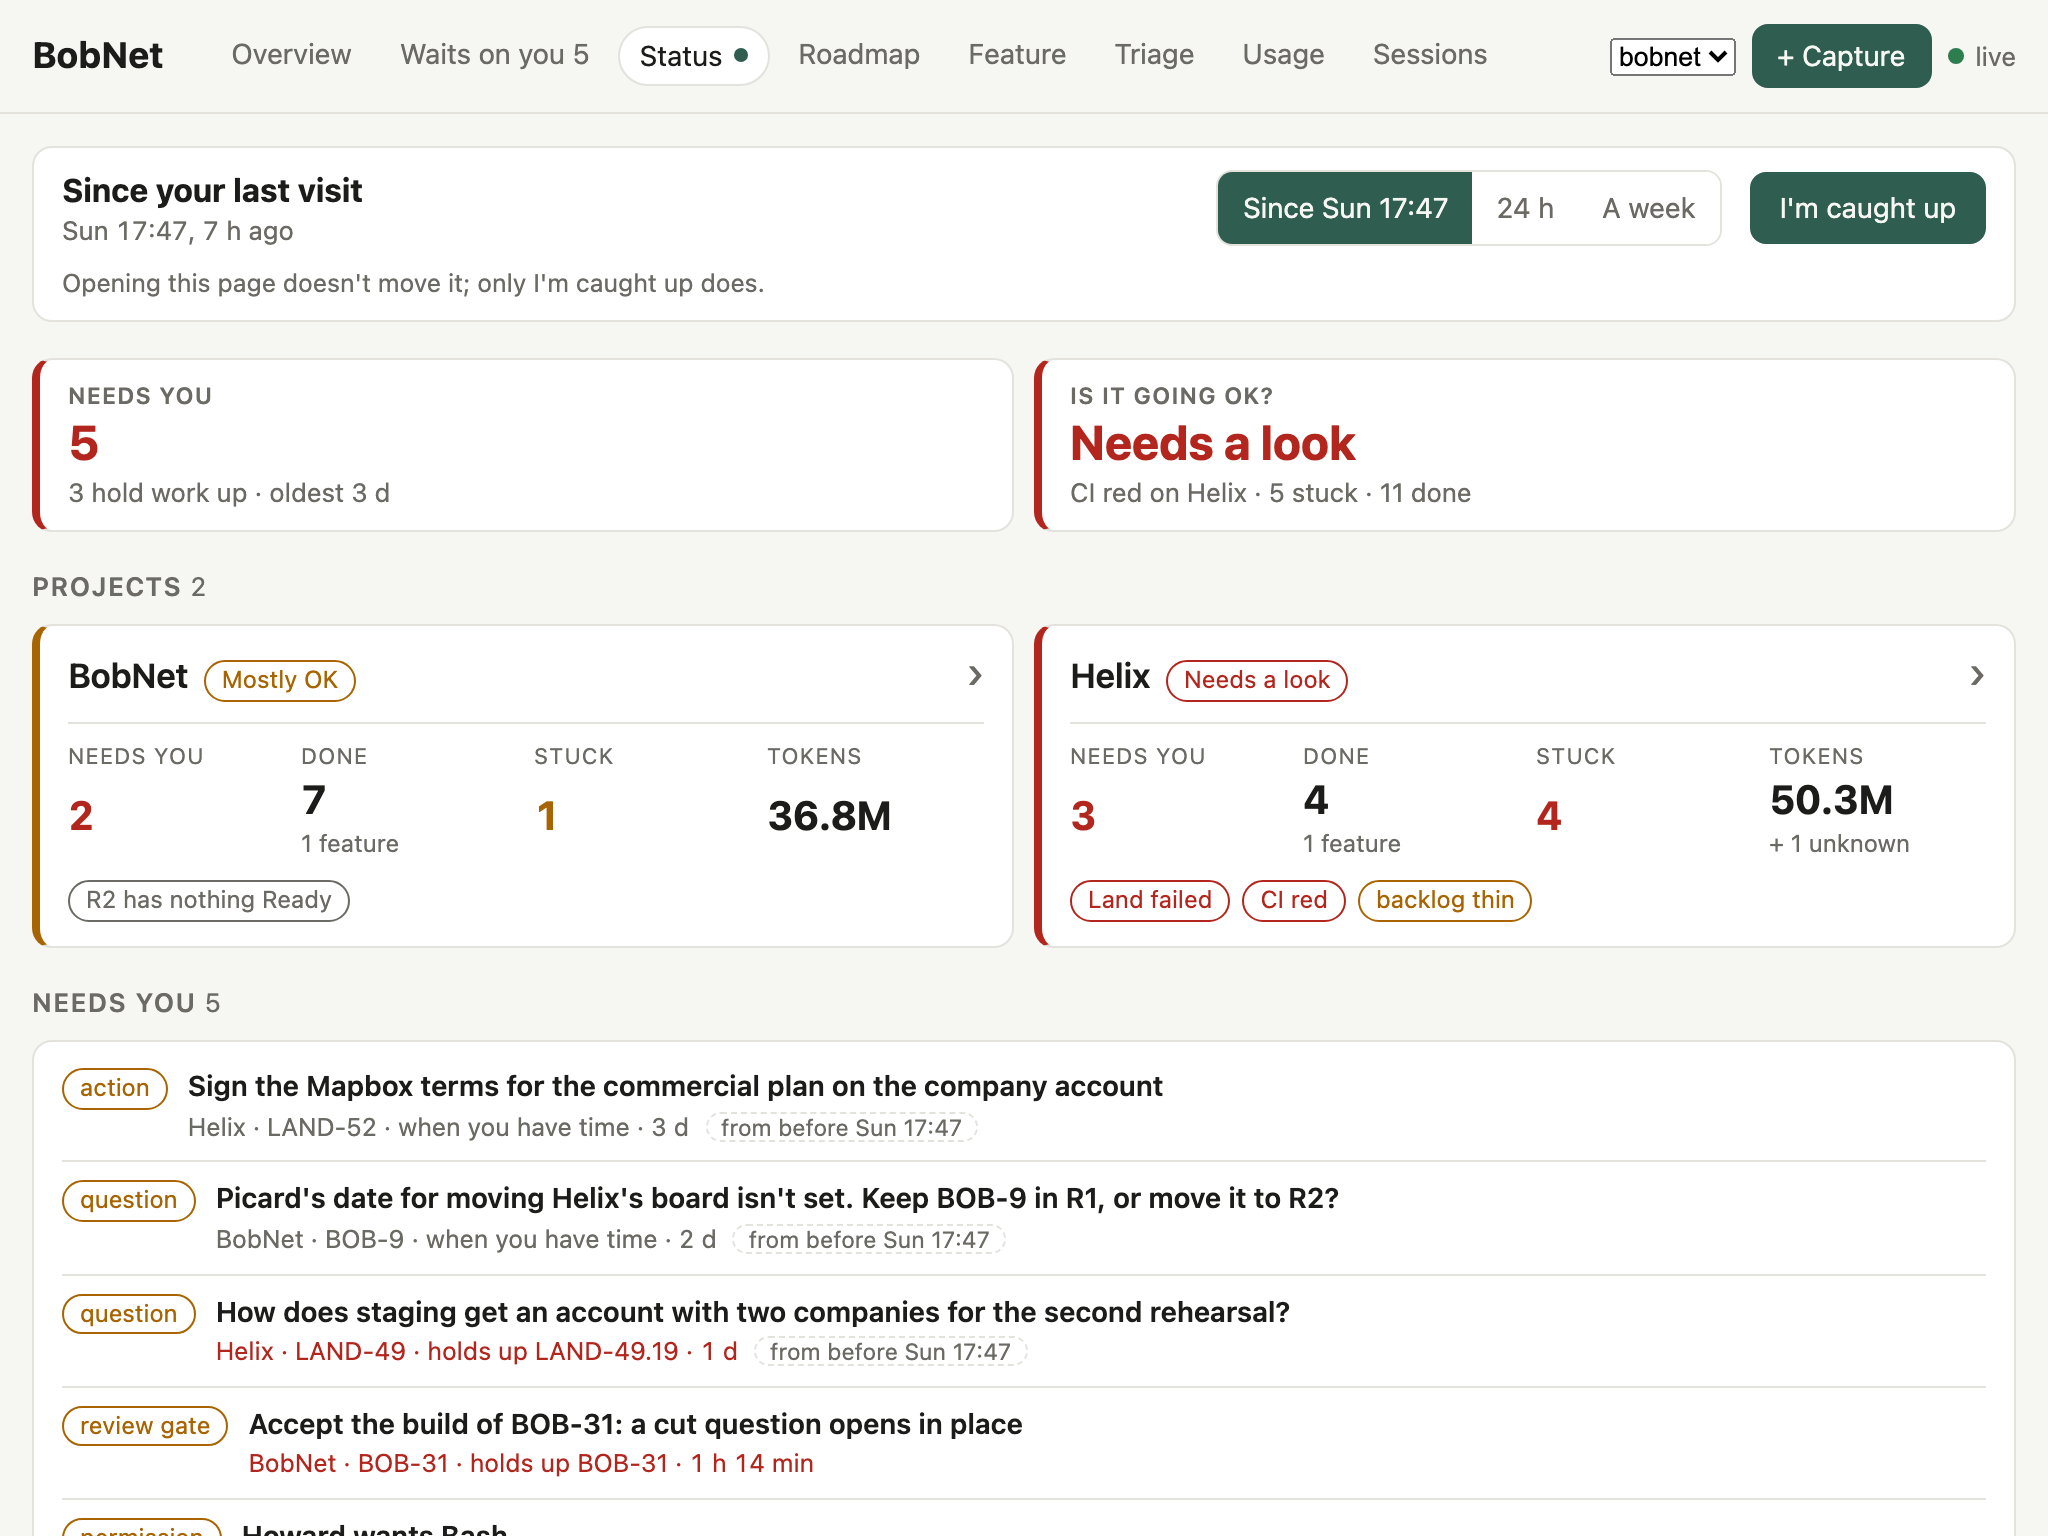 BobNet Overview Waits on you 5 Status Roadmap Feature Triage Usage Sessions bobnet + Capture live
Since your last visit
Sun 17:47, 7 h ago
Since Sun 17:47 24 h A week I'm caught up
Opening this page doesn't move it; only I'm caught up does.
NEEDS YOU
5
3 hold work up · oldest 3 d
IS IT GOING OK?
Needs a look
CI red on Helix · 5 stuck · 11 done
PROJECTS 2
BobNet Mostly OK
NEEDS YOU DONE STUCK TOKENS
2 7 1 36.8M
1 feature
R2 has nothing Ready
Helix Needs a look
NEEDS YOU DONE STUCK TOKENS
3 4 4 50.3M
1 feature + 1 unknown
Land failed CI red backlog thin
NEEDS YOU 5
action Sign the Mapbox terms for the commercial plan on the company account
Helix · LAND-52 · when you have time · 3 d from before Sun 17:47
question Picard's date for moving Helix's board isn't set. Keep BOB-9 in R1, or move it to R2?
BobNet · BOB-9 · when you have time · 2 d from before Sun 17:47
question How does staging get an account with two companies for the second rehearsal?
Helix · LAND-49 · holds up LAND-49.19 · 1 d from before Sun 17:47
review gate Accept the build of BOB-31: a cut question opens in place
BobNet · BOB-31 · holds up BOB-31 · 1 h 14 min
permission Howard wants Bash